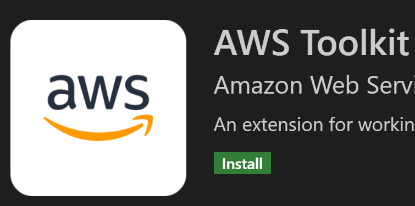 aws
AWS Toolkit
Amazon Web Servi
An extension for workin
Install